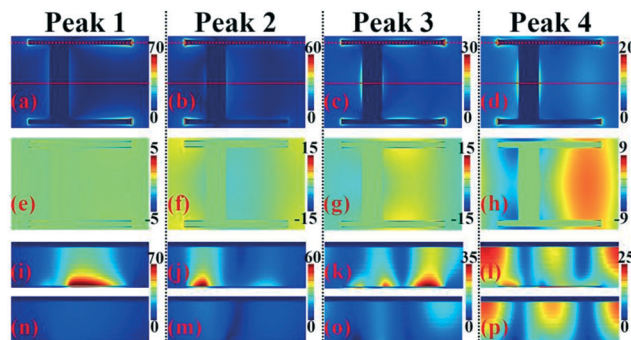 Peak 1 Peak 2 Peak 3 Peak 4
70 60 30 20
(a) (b) (c) (d)
0 0 0 0
5 15 15 9
(e) (f) (g) (h)
-5 -15 -15 -9
70 60 35 25
(i) (j) (k) (l)
(n) (m) (o) (p)
0 0 0 0